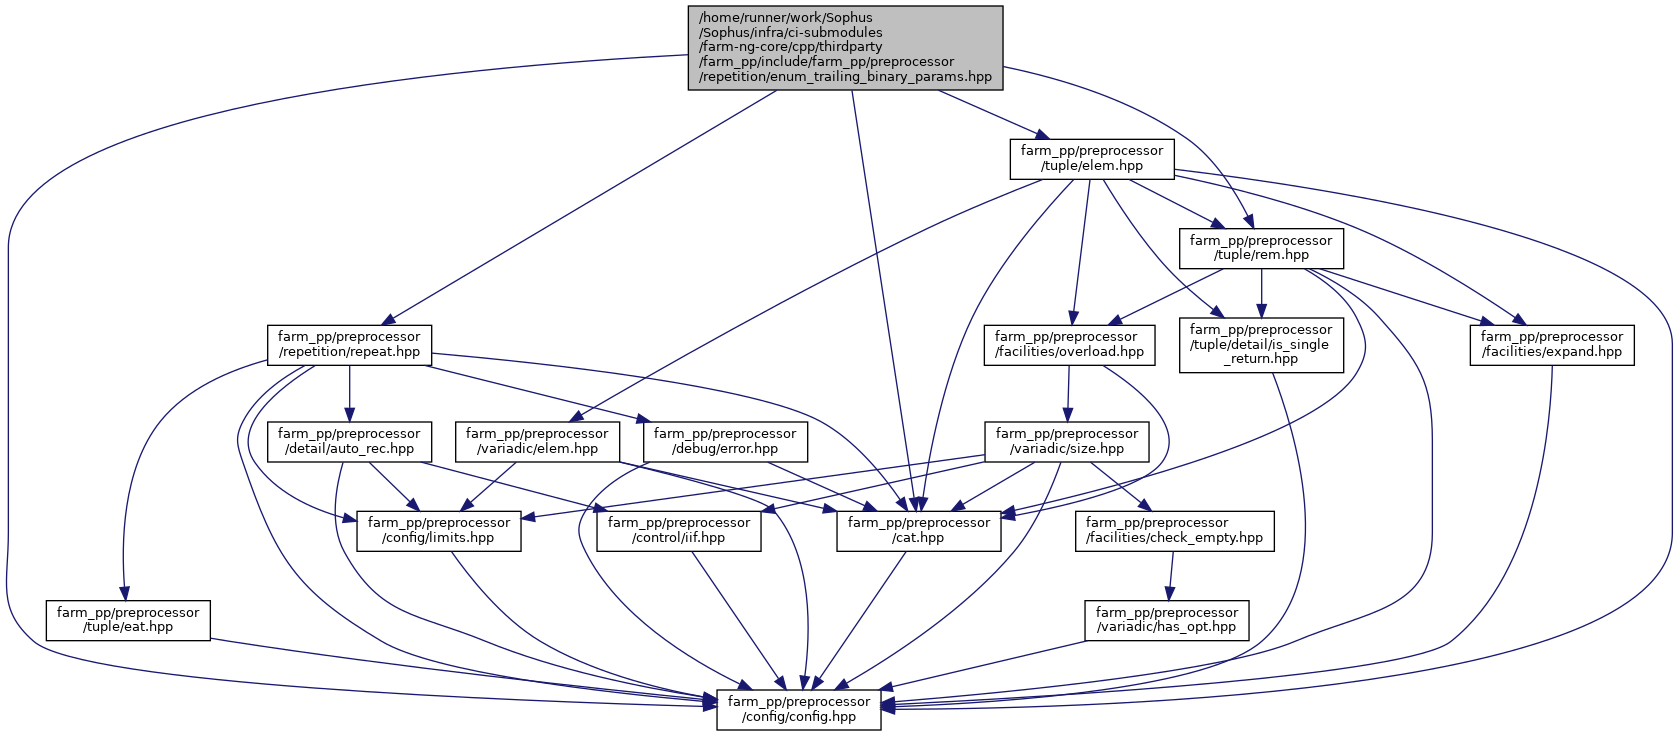 /home/runner/work/Sophus
/Sophus/infra/ci-submodules
/farm-ng-core/cpp/thirdparty
/farm_pp/include/farm_pp/preprocessor
/repetition/enum_trailing_binary_params.hpp
farm_pp/preprocessor
/tuple/elem.hpp
farm_pp/preprocessor
/tuple/rem.hpp
farm_pp/preprocessor
/repetition/repeat.hpp
farm_pp/preprocessor
/facilities/overload.hpp
farm_pp/preprocessor
/tuple/detail/is_single
_return.hpp
farm_pp/preprocessor
/facilities/expand.hpp
farm_pp/preprocessor
/detail/auto_rec.hpp
farm_pp/preprocessor
/variadic/elem.hpp
farm_pp/preprocessor
/debug/error.hpp
farm_pp/preprocessor
/variadic/size.hpp
farm_pp/preprocessor
/config/limits.hpp
farm_pp/preprocessor
/control/iif.hpp
farm_pp/preprocessor
/cat.hpp
farm_pp/preprocessor
/facilities/check_empty.hpp
farm_pp/preprocessor
/tuple/eat.hpp
farm_pp/preprocessor
/variadic/has_opt.hpp
farm_pp/preprocessor
/config/config.hpp